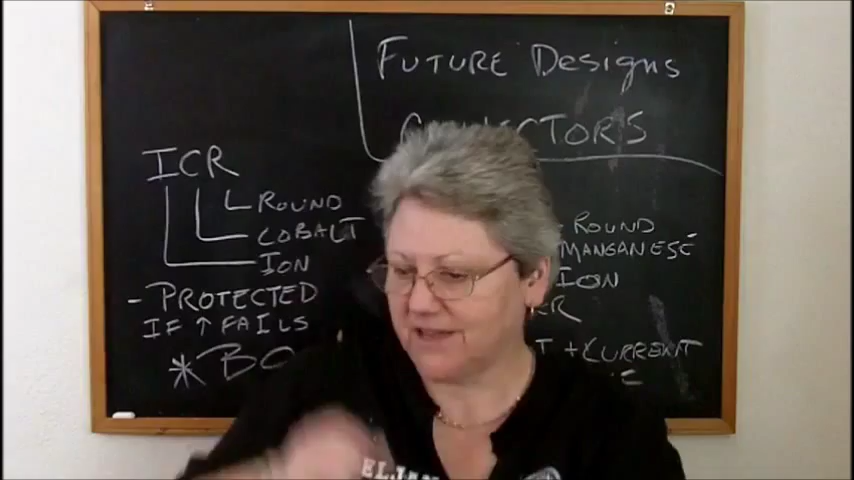 Future Designs
ICR
Round
Cobalt
Ion
- Protected
If ↑ Fails
*
Round
Manganese
Ion
+ Current